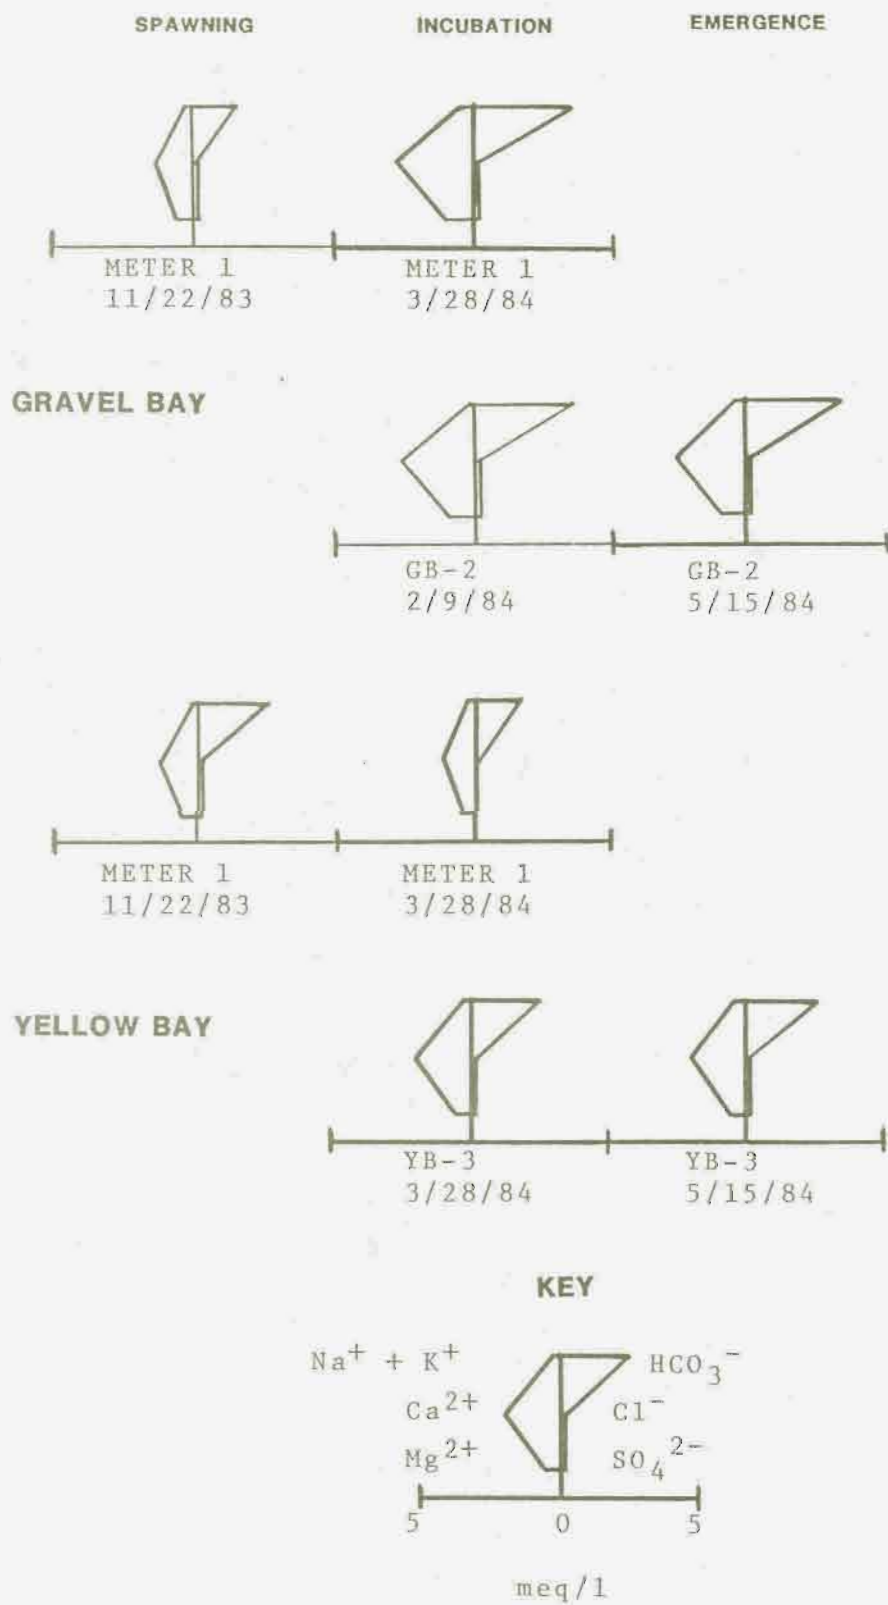 SPAWNING INCUBATION EMERGENCE
METER 1 METER 1
11/22/83 3/28/84
GRAVEL BAY
GB-2 GB-2
2/9/84 5/15/84
METER 1 METER 1
11/22/83 3/28/84
YELLOW BAY
YB-3 YB-3
3/28/84 5/15/84
KEY
Na⁺ + K⁺ HCO₃⁻
Ca²⁺ Cl⁻
Mg²⁺ SO₄²⁻
5 0 5
meq/l